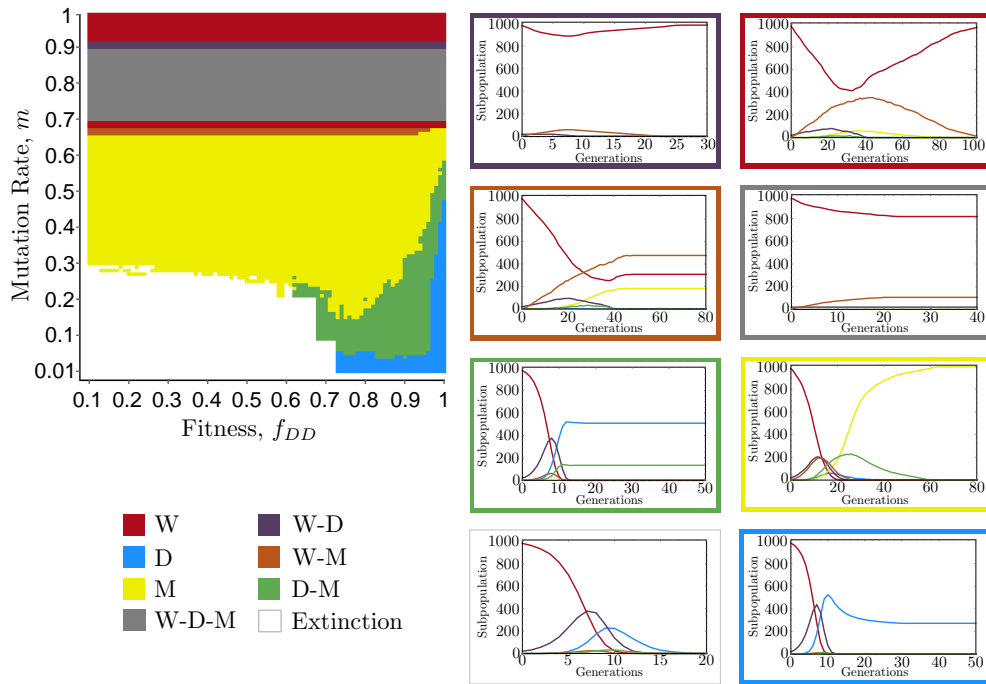 1
0.9
0.8
0.7
0.6
0.5
0.4
0.3
0.2
0.1
0.01
Mutation Rate, m
0.1 0.2 0.3 0.4 0.5 0.6 0.7 0.8 0.9 1
Fitness, f_DD
W
D
M
W-D-M
W-D
W-M
D-M
Extinction
1000
800
600
400
200
0
Subpopulation
0 5 10 15 20 25 30
Generations
1000
800
600
400
200
0
Subpopulation
0 20 40 60 80 100
Generations
1000
800
600
400
200
0
Subpopulation
0 20 40 60 80
Generations
1000
800
600
400
200
0
Subpopulation
0 10 20 30 40
Generations
1000
800
600
400
200
0
Subpopulation
0 10 20 30 40 50
Generations
1000
800
600
400
200
0
Subpopulation
0 20 40 60 80
Generations
1000
800
600
400
200
0
Subpopulation
5 10 15 20
Generations
1000
800
600
400
200
0
Subpopulation
0 10 20 30 40 50
Generations